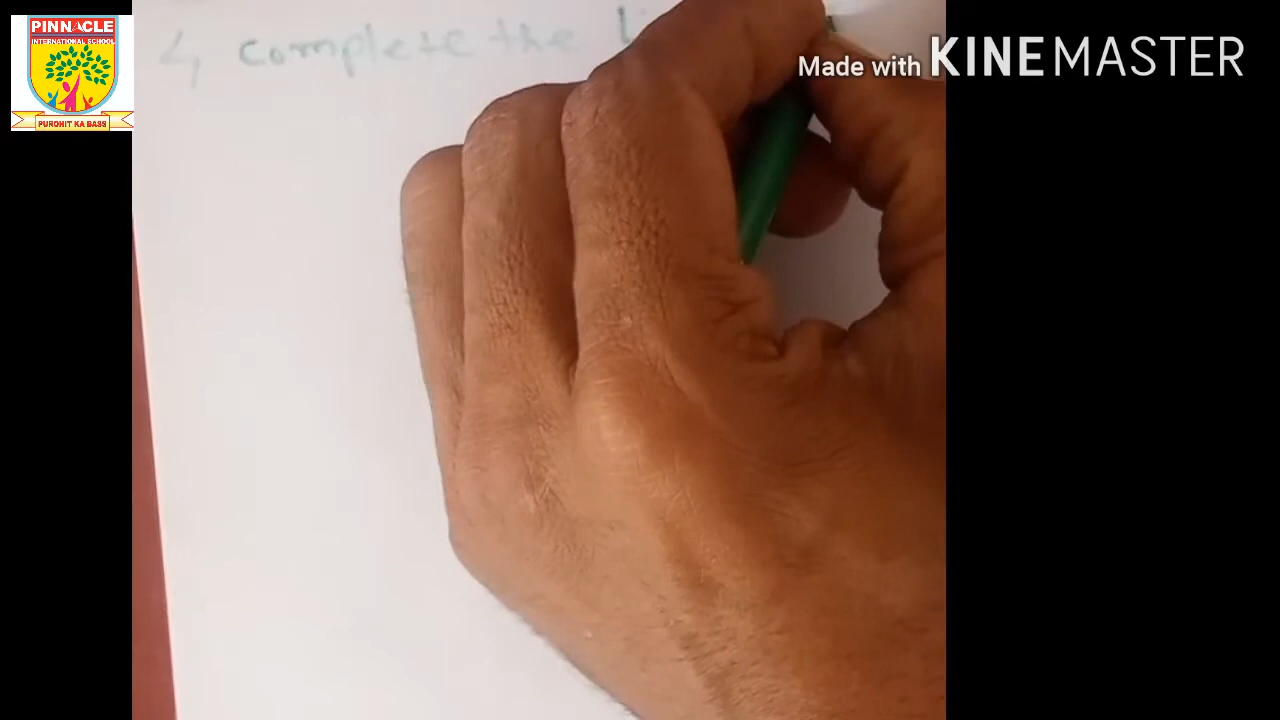 PINNACLE
INTERNATIONAL SCHOOL
PUROHIT KA BASS
Made with KINEMASTER
4 complete the